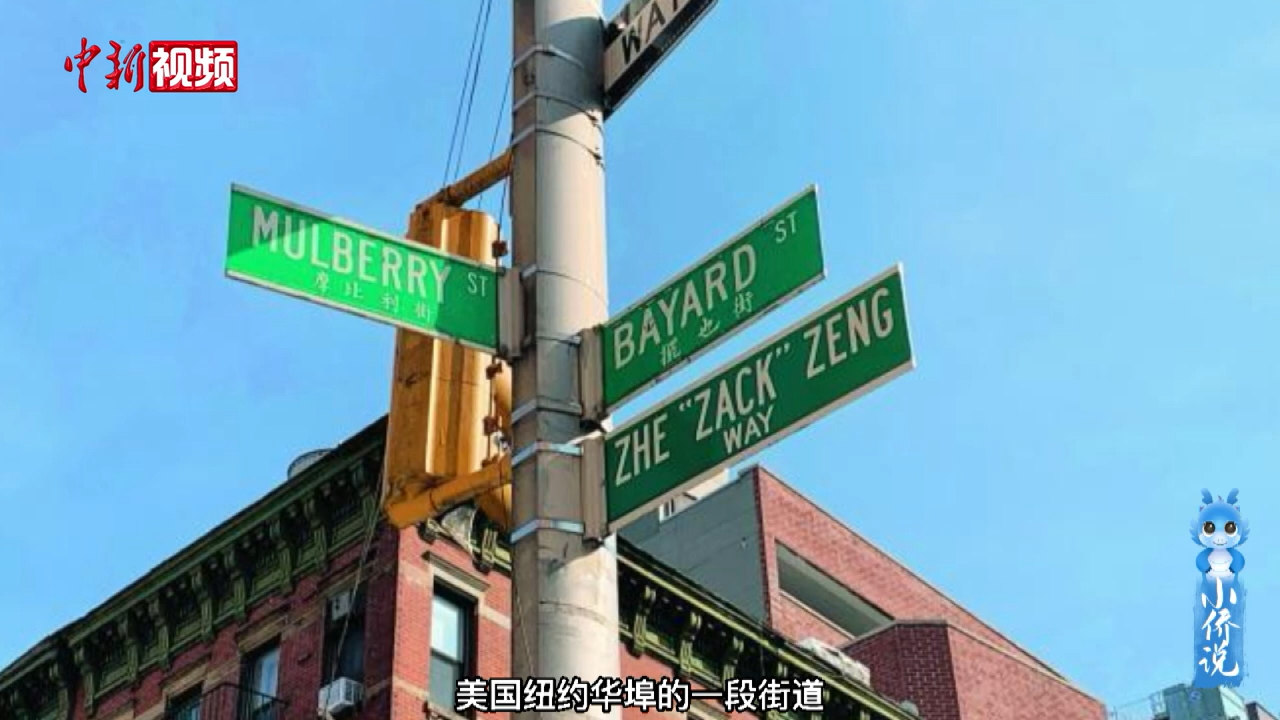 中新视频
WAY
MULBERRY ST
摩比利街
BAYARD ST
摆也街
ZHE "ZACK" ZENG
WAY
小侨说
美国纽约华埠的一段街道